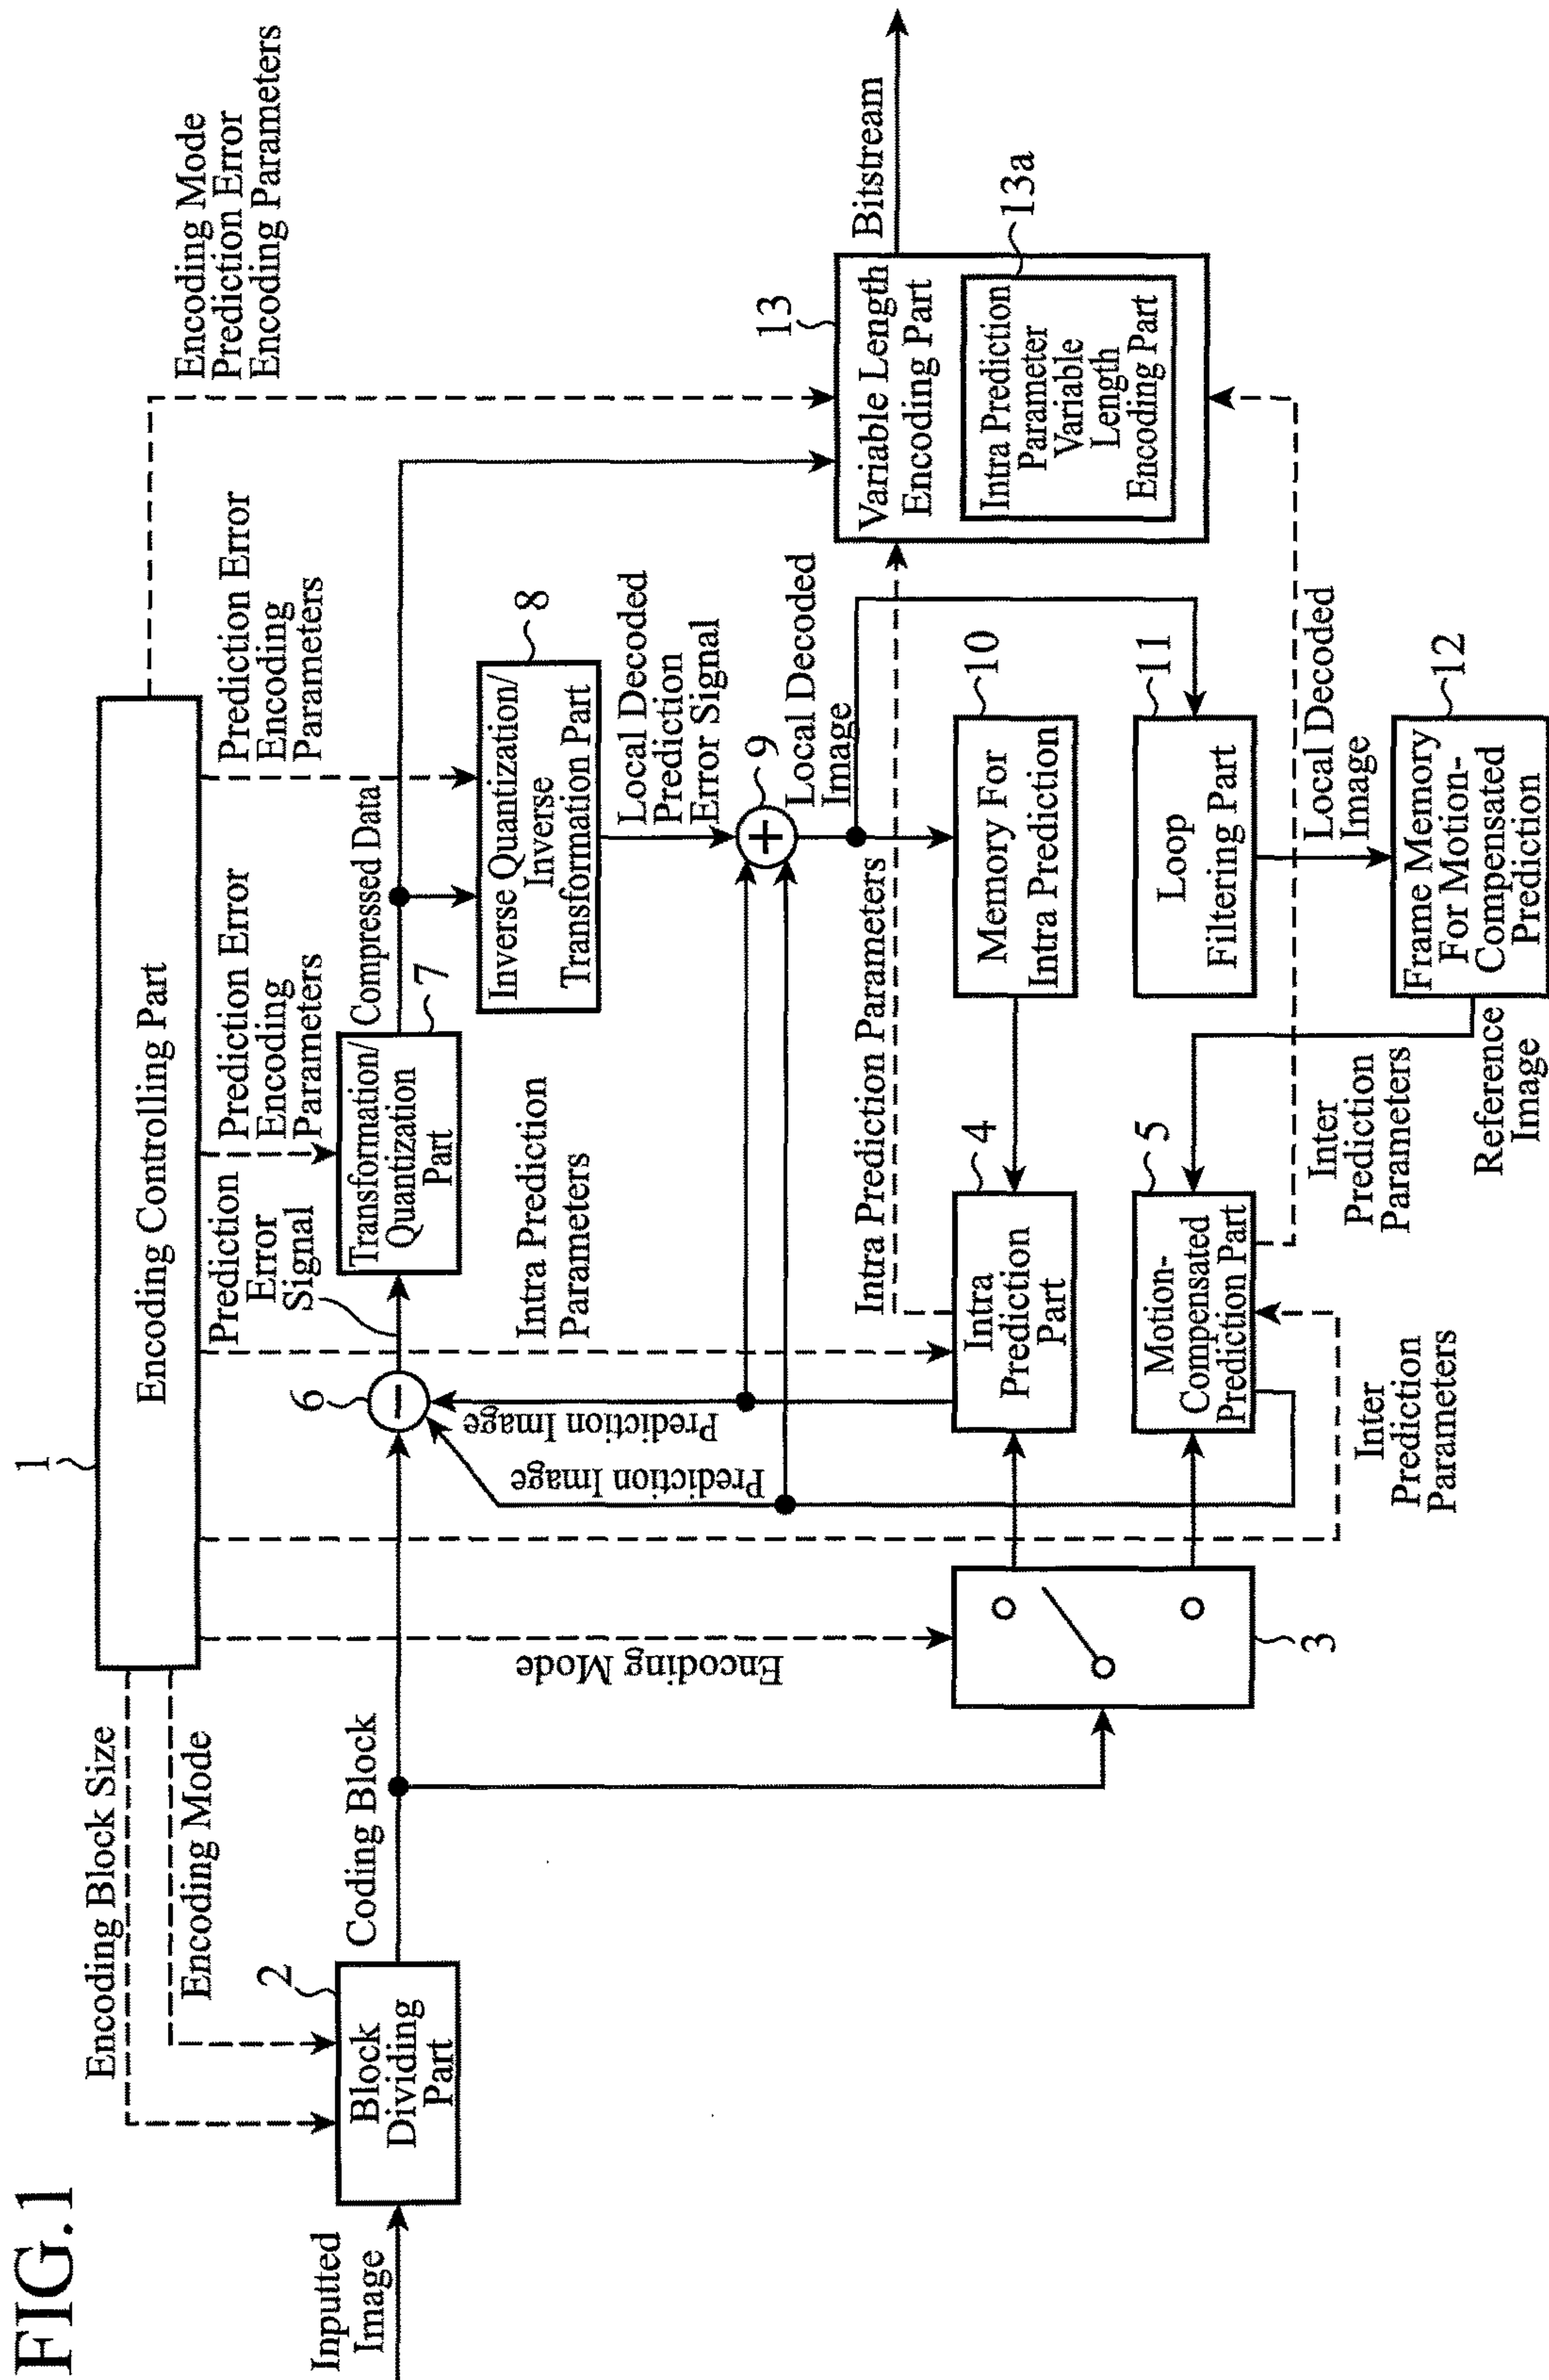 FIG.1
1
Encoding Controlling Part
Encoding Block Size
Encoding Mode
Encoding Mode
Prediction Error
Encoding Parameters
Inputted
Image
2
Block
Dividing
Part
Coding Block
6
−
Prediction
Error
Signal
Prediction Error
Encoding
Parameters
Transformation/
Quantization
Part
7
Compressed Data
Prediction Error
Encoding
Parameters
8
Inverse Quantization/
Inverse
Transformation Part
Local Decoded
Prediction
Error Signal
9
+
Local Decoded
Image
Encoding Mode
Prediction Image
Prediction Image
Intra Prediction
Parameters
Intra Prediction Parameters
3
4
Intra
Prediction
Part
10
Memory For
Intra Prediction
5
Motion-
Compensated
Prediction Part
11
Loop
Filtering Part
Local Decoded
Image
12
Frame Memory
For Motion-
Compensated
Prediction
Inter
Prediction
Parameters
Inter
Prediction
Parameters
Reference
Image
13
Variable Length
Encoding Part
13a
Intra Prediction
Parameter
Variable
Length
Encoding Part
Bitstream